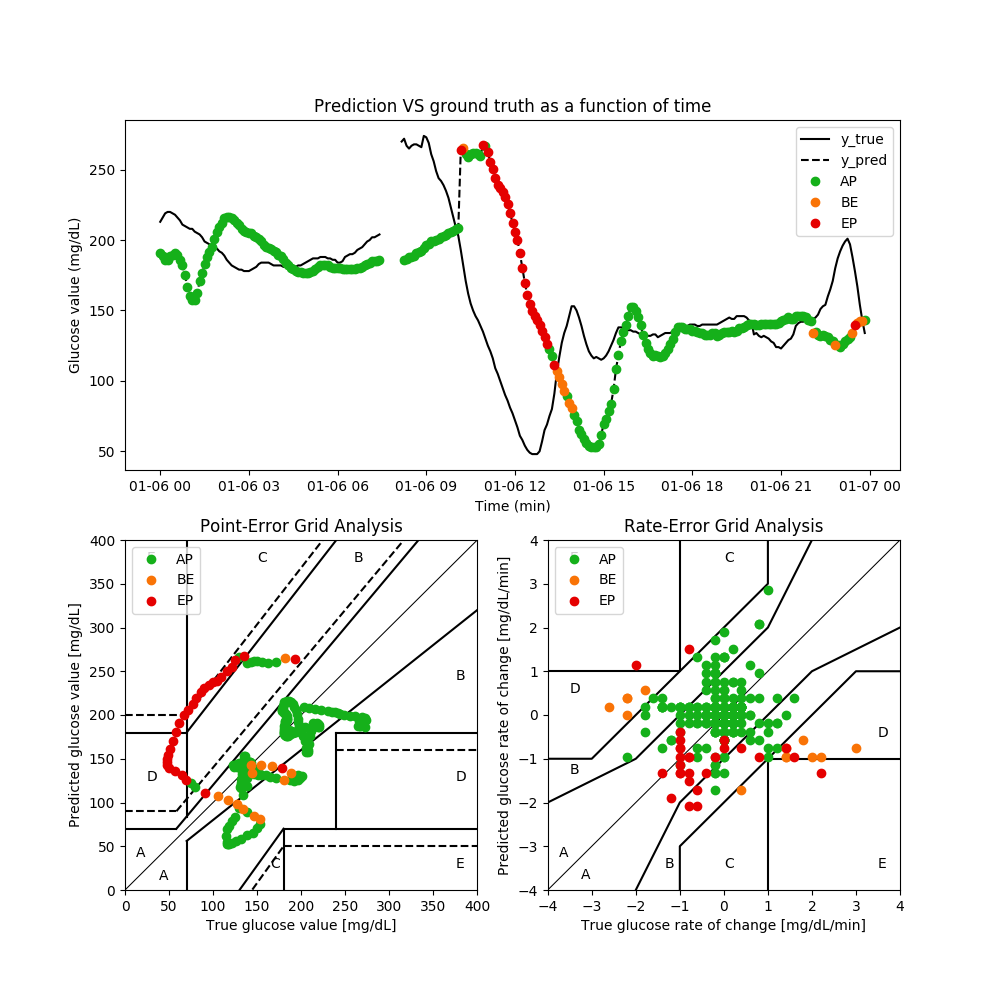 Prediction VS ground truth as a function of time
Glucose value (mg/dL)
250
200
150
100
50
y_true
y_pred
AP
BE
EP
01-06 00 01-06 03 01-06 06 01-06 09 01-06 12 01-06 15 01-06 18 01-06 21 01-07 00
Time (min)
Point-Error Grid Analysis
Predicted glucose value [mg/dL]
400
350
300
250
200
150
100
50
0
AP
BE
EP
C B
B
D D
A
A C E
0 50 100 150 200 250 300 350 400
True glucose value [mg/dL]
Rate-Error Grid Analysis
Predicted glucose rate of change [mg/dL/min]
4
3
2
1
0
−1
−2
−3
−4
AP
BE
EP
C
D
D
B
A
A B C E
−4 −3 −2 −1 0 1 2 3 4
True glucose rate of change [mg/dL/min]